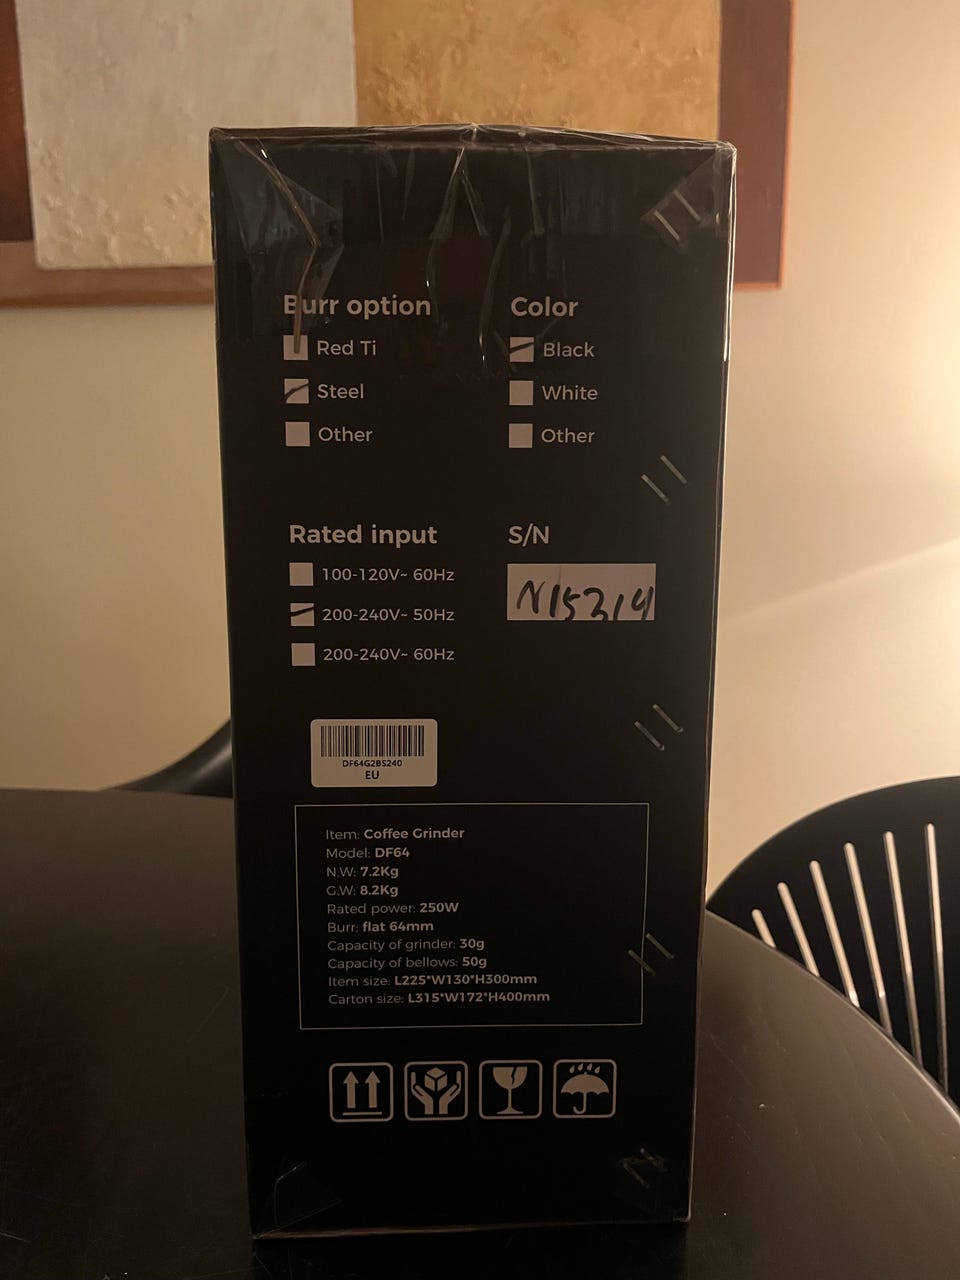 Burr option
Red Ti
Steel
Other
Color
Black
White
Other
Rated input
100-120V~ 60Hz
200-240V~ 50Hz
200-240V~ 60Hz
S/N
N15214
DF64G2BS240
EU
Item: Coffee Grinder
Model: DF64
N.W: 7.2Kg
G.W: 8.2Kg
Rated power: 250W
Burr: flat 64mm
Capacity of grinder: 30g
Capacity of bellows: 50g
Item size: L225*W130*H300mm
Carton size: L315*W172*H400mm